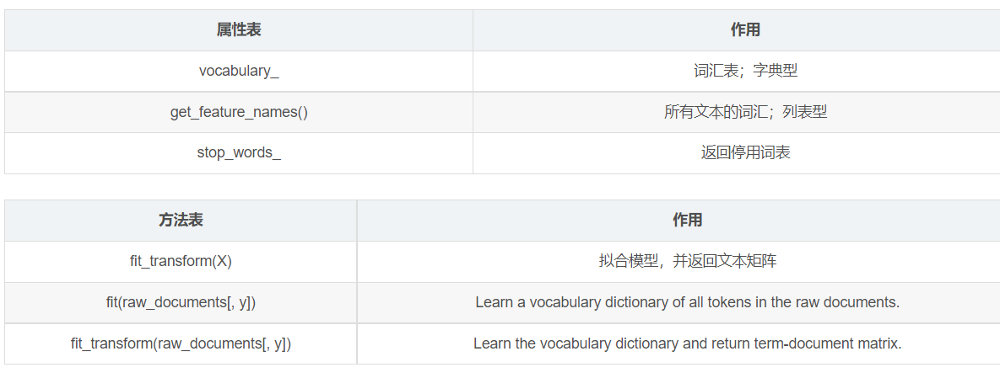 属性表 作用
vocabulary_ 词汇表；字典型
get_feature_names() 所有文本的词汇；列表型
stop_words_ 返回停用词表
方法表 作用
fit_transform(X) 拟合模型，并返回文本矩阵
fit(raw_documents[, y]) Learn a vocabulary dictionary of all tokens in the raw documents.
fit_transform(raw_documents[, y]) Learn the vocabulary dictionary and return term-document matrix.